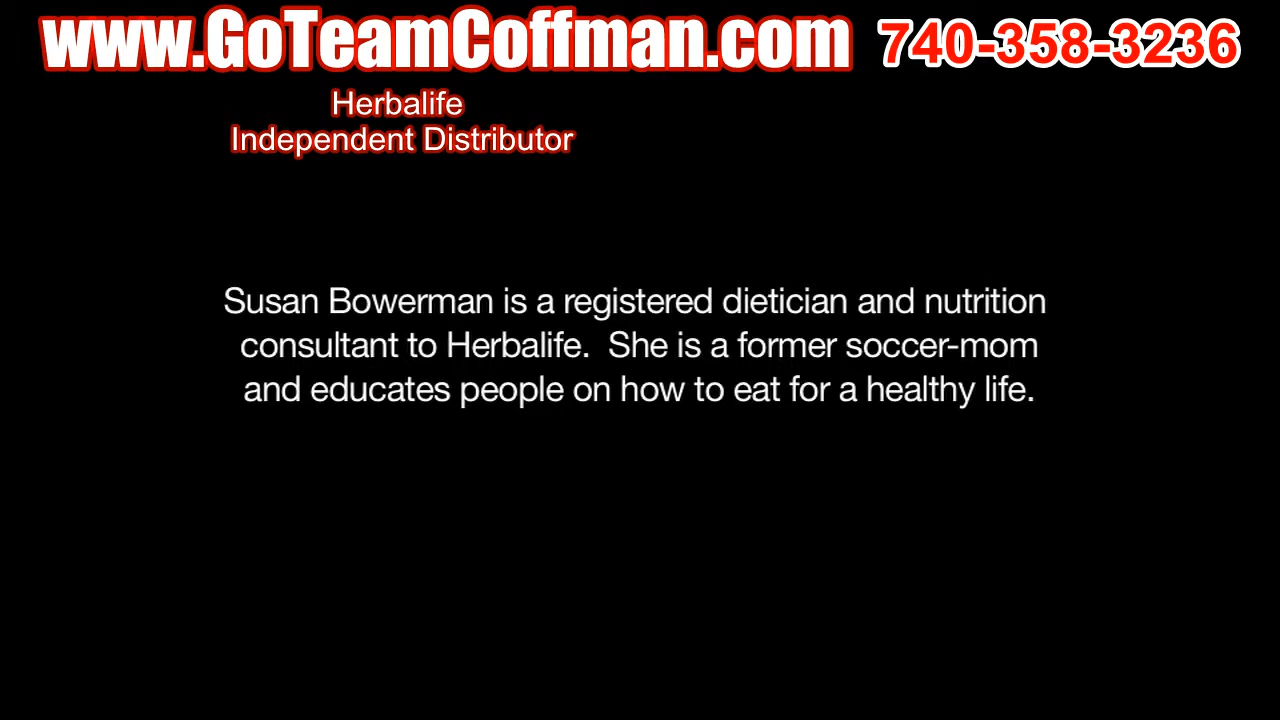 www.GoTeamCoffman.com 740-358-3236
Herbalife
Independent Distributor
Susan Bowerman is a registered dietician and nutrition
consultant to Herbalife.  She is a former soccer-mom
and educates people on how to eat for a healthy life.